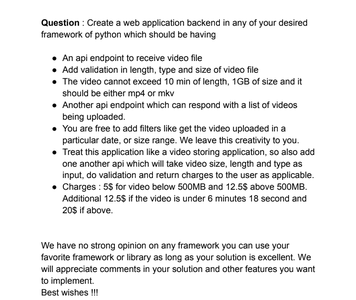 Question : Create a web application backend in any of your desired
framework of python which should be having
● An api endpoint to receive video file
● Add validation in length, type and size of video file
● The video cannot exceed 10 min of length, 1GB of size and it
should be either mp4 or mkv
● Another api endpoint which can respond with a list of videos
being uploaded.
● You are free to add filters like get the video uploaded in a
particular date, or size range. We leave this creativity to you.
● Treat this application like a video storing application, so also add
one another api which will take video size, length and type as
input, do validation and return charges to the user as applicable.
● Charges : 5$ for video below 500MB and 12.5$ above 500MB.
Additional 12.5$ if the video is under 6 minutes 18 second and
20$ if above.
We have no strong opinion on any framework you can use your
favorite framework or library as long as your solution is excellent. We
will appreciate comments in your solution and other features you want
to implement.
Best wishes !!!